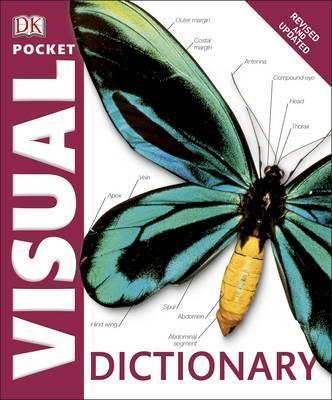 DK
POCKET
VISUAL
DICTIONARY
REVISED
AND
UPDATED
Outer margin
Costal
margin
Antenna
Compound eye
Head
Thorax
Vein
Apex
Spur
Abdomen
Hind wing
Abdominal
segment